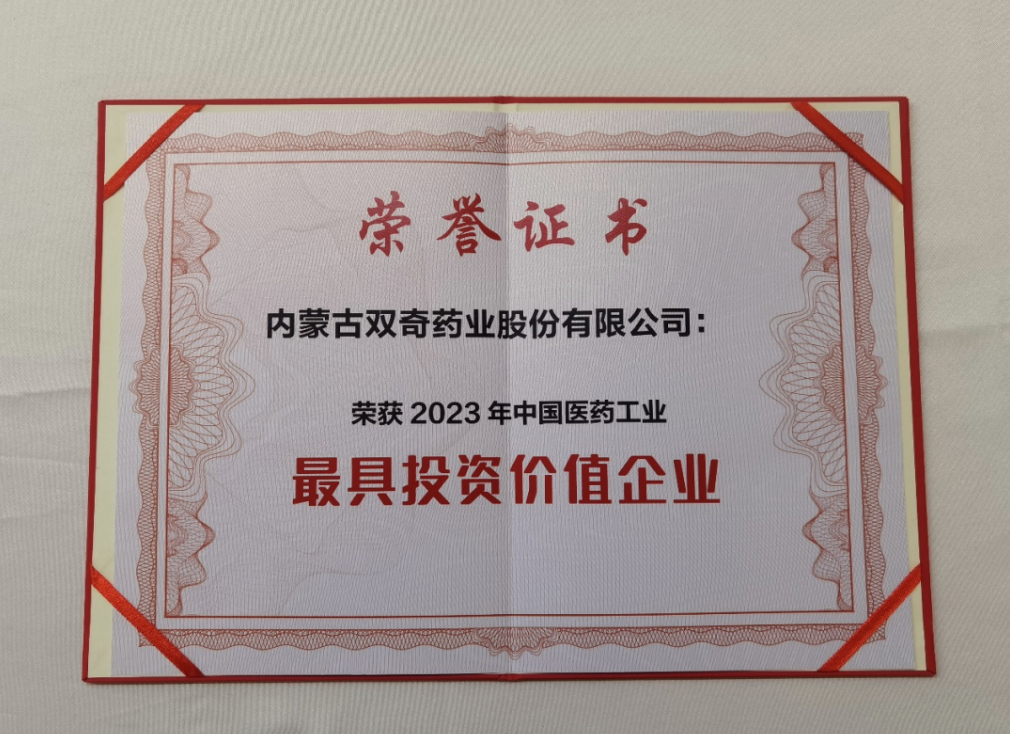 荣誉证书
内蒙古双奇药业股份有限公司：
荣获 2023 年中国医药工业
最具投资价值企业